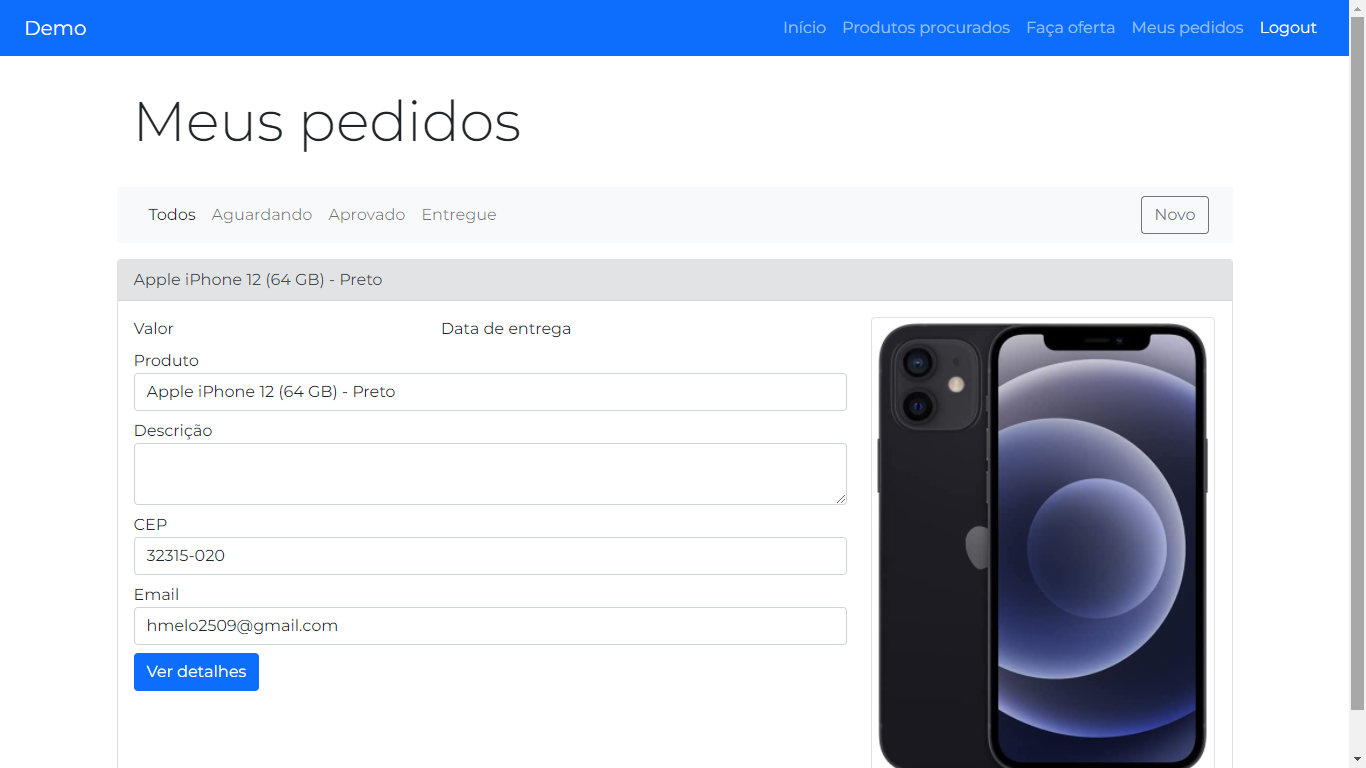 Demo
Início Produtos procurados Faça oferta Meus pedidos Logout
Meus pedidos
Todos Aguardando Aprovado Entregue Novo
Apple iPhone 12 (64 GB) - Preto
Valor Data de entrega
Produto
Apple iPhone 12 (64 GB) - Preto
Descrição
CEP
32315-020
Email
hmelo2509@gmail.com
Ver detalhes